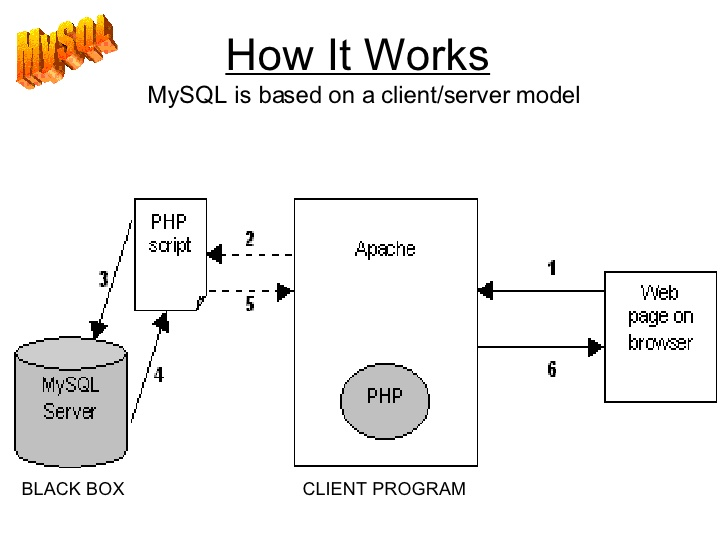 MySQL
How It Works
MySQL is based on a client/server model
PHP
script
2
5
3
4
MySQL
Server
BLACK BOX
Apache
PHP
CLIENT PROGRAM
1
6
Web
page on
browser